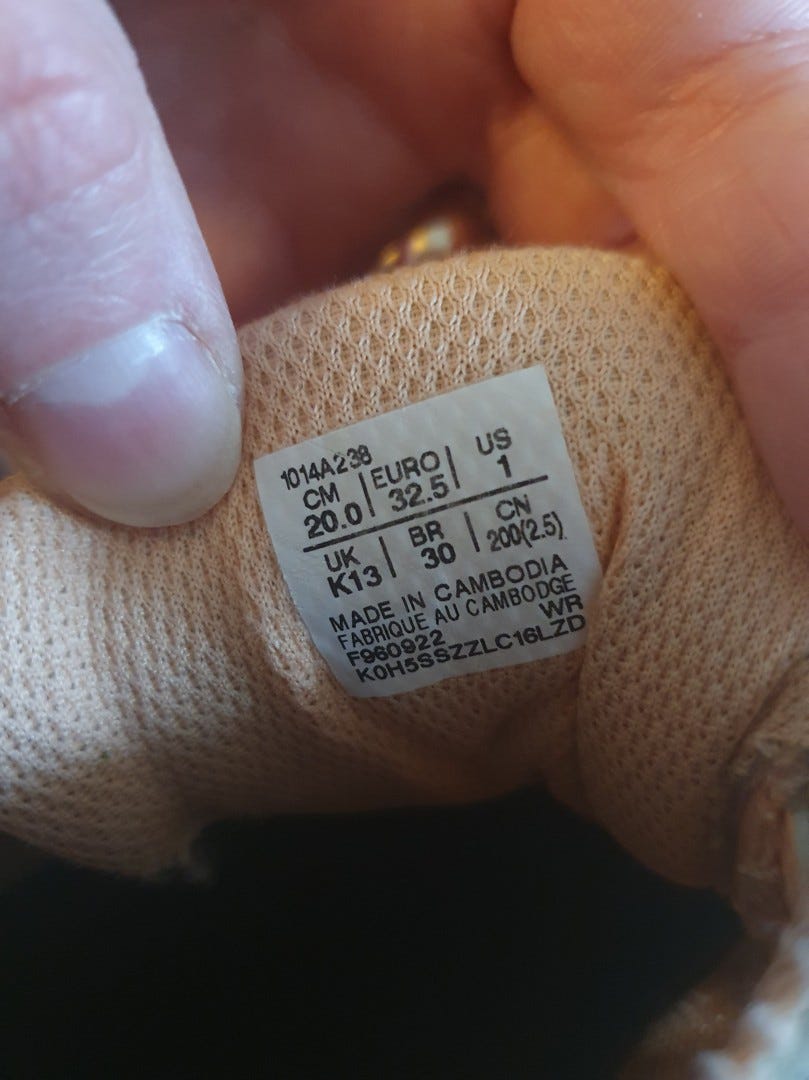 1014A238
CM EURO US
20.0 32.5 1
UK BR CN
K13 30 200(2.5)
MADE IN CAMBODIA
FABRIQUE AU CAMBODGE
F960922 WR
K0H5SSZZLC16LZD